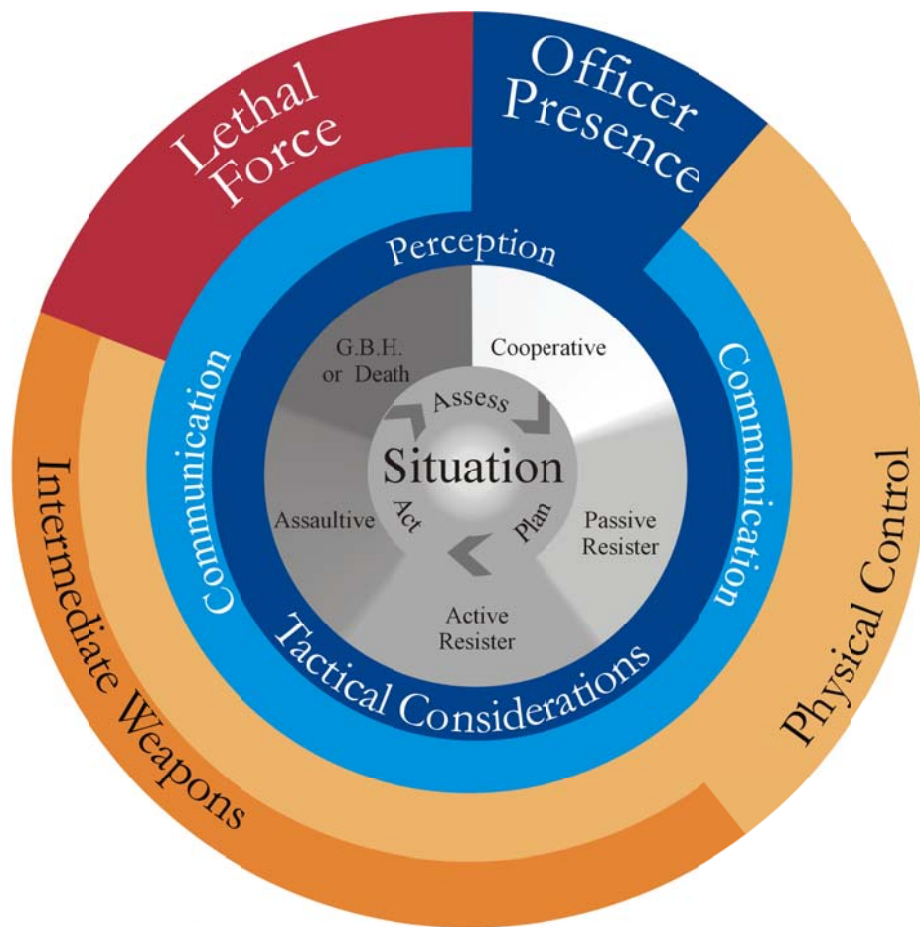 Lethal
Force
Officer
Presence
Perception
G.B.H.
or Death
Cooperative
Assess
Communication
Communication
Situation
Act
Plan
Assaultive
Passive
Resister
Active
Resister
Tactical Considerations
Intermediate Weapons
Physical Control